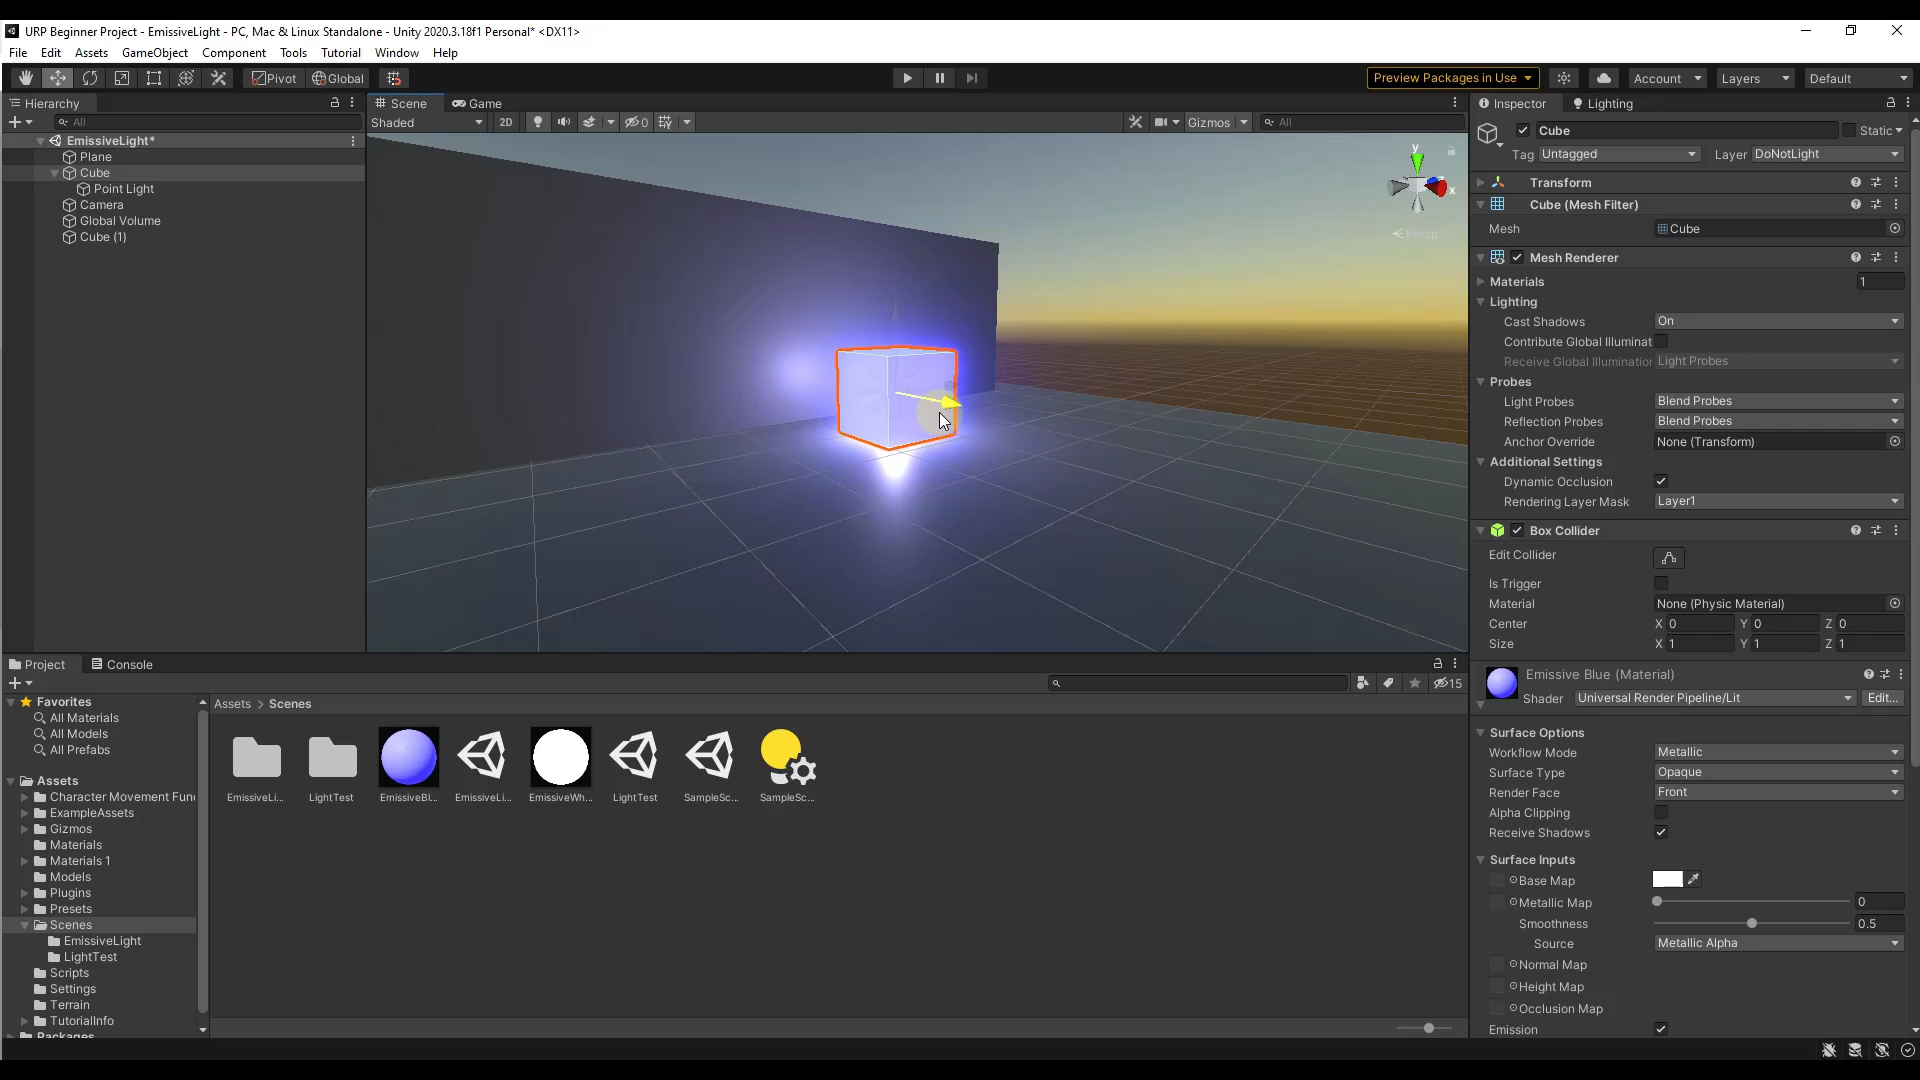 URP Beginner Project - EmissiveLight - PC, Mac & Linux Standalone - Unity 2020.3.18f1 Personal* <DX11>
File Edit Assets GameObject Component Tools Tutorial Window Help
Pivot Global Preview Packages in Use Account Layers Default
Hierarchy
All
EmissiveLight*
Plane
Cube
Point Light
Camera
Global Volume
Cube (1)
Scene Game
Shaded 2D 0 Gizmos All
y
x
Persp
Inspector Lighting
Cube Static
Tag Untagged Layer DoNotLight
Transform
Cube (Mesh Filter)
Mesh Cube
Mesh Renderer
Materials 1
Lighting
Cast Shadows On
Contribute Global Illuminat
Receive Global Illumination Light Probes
Probes
Light Probes Blend Probes
Reflection Probes Blend Probes
Anchor Override None (Transform)
Additional Settings
Dynamic Occlusion
Rendering Layer Mask Layer1
Box Collider
Edit Collider
Is Trigger
Material None (Physic Material)
Center X 0 Y 0 Z 0
Size X 1 Y 1 Z 1
Emissive Blue (Material)
Shader Universal Render Pipeline/Lit Edit...
Surface Options
Workflow Mode Metallic
Surface Type Opaque
Render Face Front
Alpha Clipping
Receive Shadows
Surface Inputs
Base Map
Metallic Map 0
Smoothness 0.5
Source Metallic Alpha
Normal Map
Height Map
Occlusion Map
Emission
Project Console
15
Favorites
All Materials
All Models
All Prefabs
Assets
Character Movement Fun
ExampleAssets
Gizmos
Materials
Materials 1
Models
Plugins
Presets
Scenes
EmissiveLight
LightTest
Scripts
Settings
Terrain
TutorialInfo
Packages
Assets > Scenes
EmissiveLi... LightTest EmissiveBl... EmissiveLi... EmissiveWh... LightTest SampleSc... SampleSc...